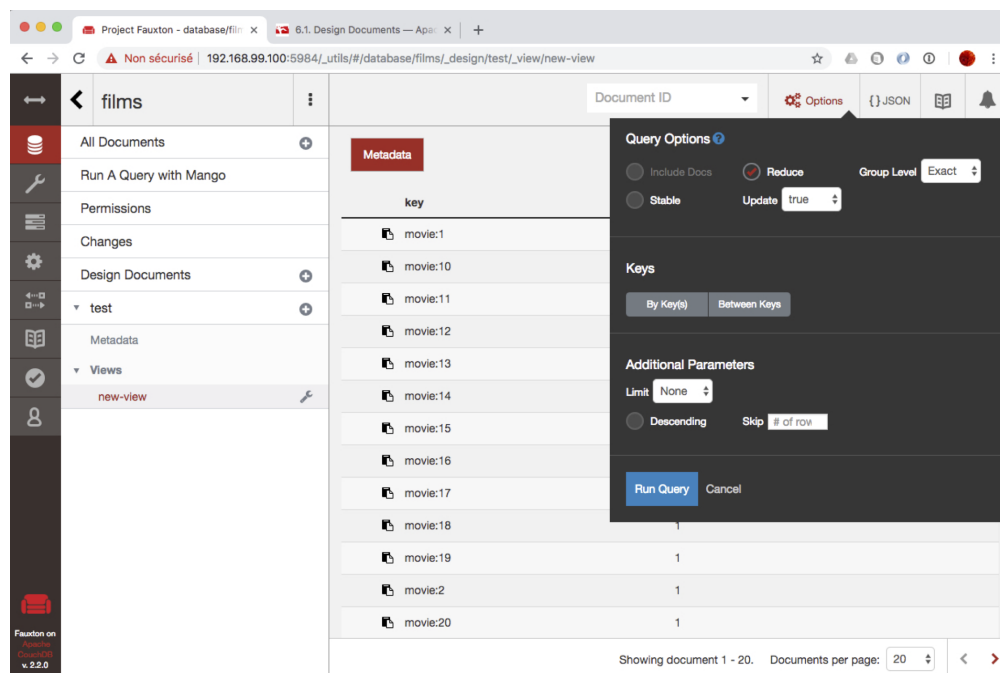 Project Fauxton - database/film
6.1. Design Documents — Apac
Non sécurisé | 192.168.99.100:5984/_utils/#/database/films/_design/test/_view/new-view
films
Document ID
Options
{} JSON
All Documents
Run A Query with Mango
Permissions
Changes
Design Documents
test
Metadata
Views
new-view
Metadata
key
movie:1
movie:10
movie:11
movie:12
movie:13
movie:14
movie:15
movie:16
movie:17
movie:18 1
movie:19 1
movie:2 1
movie:20 1
Query Options
Include Docs Reduce Group Level Exact
Stable Update true
Keys
By Key(s) Between Keys
Additional Parameters
Limit None
Descending Skip # of row
Run Query Cancel
Showing document 1 - 20. Documents per page: 20
Fauxton on
Apache
CouchDB
v. 2.2.0